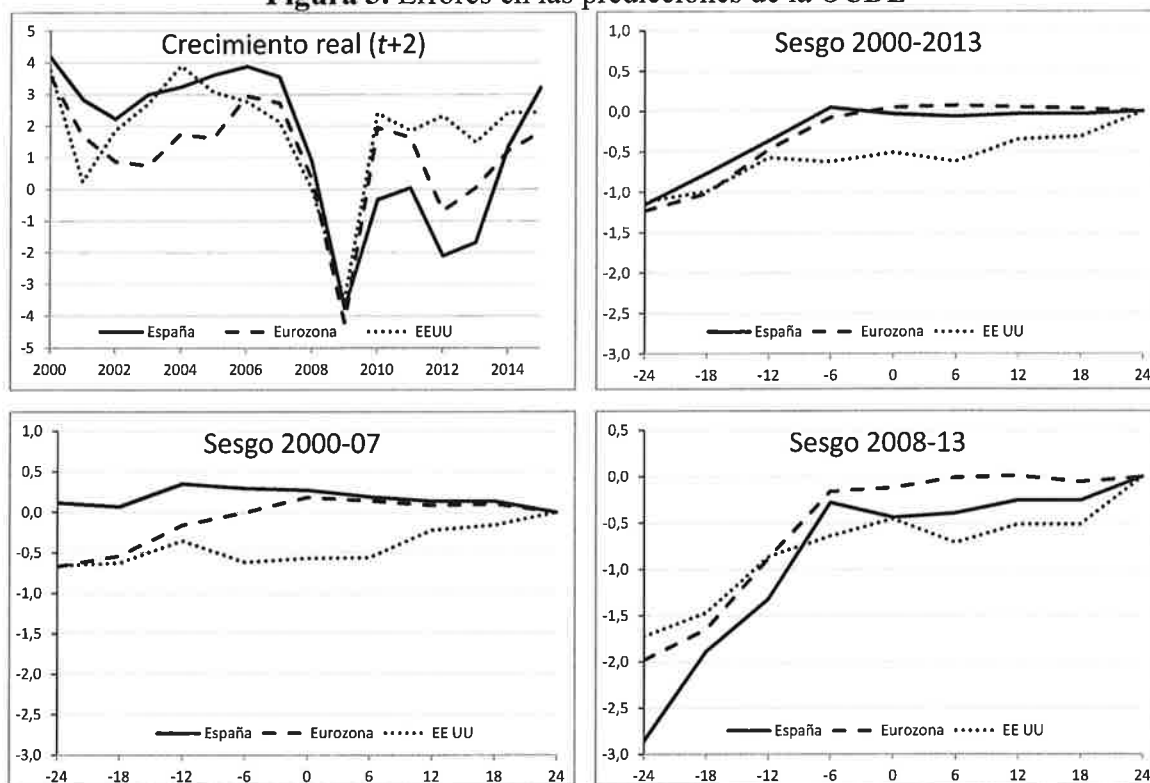 Figura 3. Errores en las predicciones de la OCDE
Crecimiento real (t+2)
5
4
3
2
1
0
-1
-2
-3
-4
-5
España Eurozona EEUU
2000 2002 2004 2006 2008 2010 2012 2014
Sesgo 2000-2013
1,0
0,5
0,0
-0,5
-1,0
-1,5
-2,0
-2,5
-3,0
España Eurozona EE UU
-24 -18 -12 -6 0 6 12 18 24
Sesgo 2000-07
1,0
0,5
0,0
-0,5
-1,0
-1,5
-2,0
-2,5
-3,0
España Eurozona EE UU
-24 -18 -12 -6 0 6 12 18 24
Sesgo 2008-13
0,5
0,0
-0,5
-1,0
-1,5
-2,0
-2,5
-3,0
España Eurozona EE UU
-24 -18 -12 -6 0 6 12 18 24